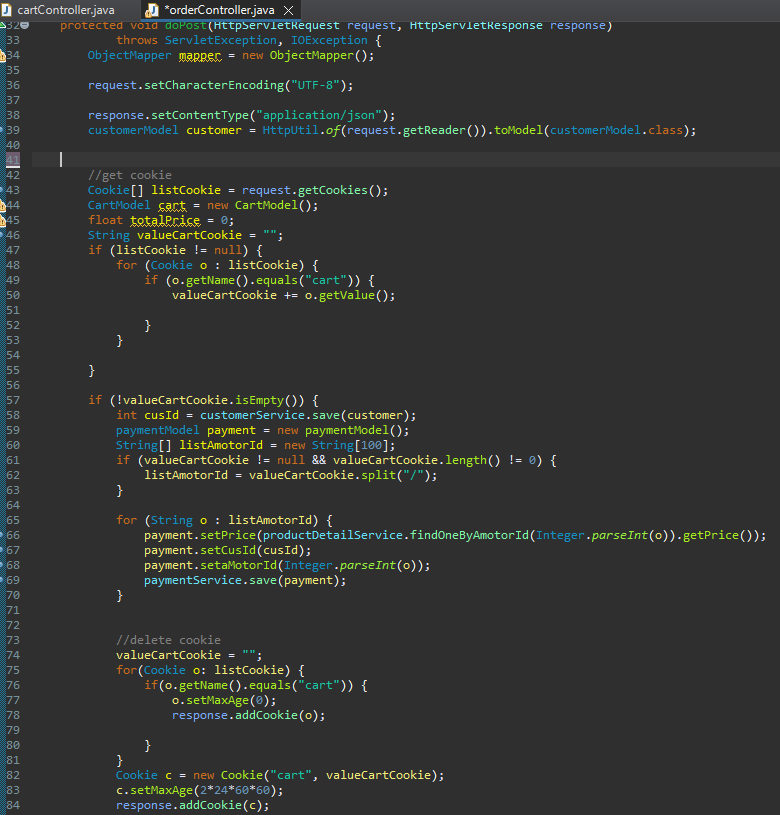 cartController.java
*orderController.java
32 protected void doPost(HttpServletRequest request, HttpServletResponse response)
33 throws ServletException, IOException {
34 ObjectMapper mapper = new ObjectMapper();
35
36 request.setCharacterEncoding("UTF-8");
37
38 response.setContentType("application/json");
39 customerModel customer = HttpUtil.of(request.getReader()).toModel(customerModel.class);
40
41
42 //get cookie
43 Cookie[] listCookie = request.getCookies();
44 CartModel cart = new CartModel();
45 float totalPrice = 0;
46 String valueCartCookie = "";
47 if (listCookie != null) {
48 for (Cookie o : listCookie) {
49 if (o.getName().equals("cart")) {
50 valueCartCookie += o.getValue();
51
52 }
53 }
54
55 }
56
57 if (!valueCartCookie.isEmpty()) {
58 int cusId = customerService.save(customer);
59 paymentModel payment = new paymentModel();
60 String[] listAmotorId = new String[100];
61 if (valueCartCookie != null && valueCartCookie.length() != 0) {
62 listAmotorId = valueCartCookie.split("/");
63 }
64
65 for (String o : listAmotorId) {
66 payment.setPrice(productDetailService.findOneByAmotorId(Integer.parseInt(o)).getPrice());
67 payment.setCusId(cusId);
68 payment.setaMotorId(Integer.parseInt(o));
69 paymentService.save(payment);
70 }
71
72
73 //delete cookie
74 valueCartCookie = "";
75 for(Cookie o: listCookie) {
76 if(o.getName().equals("cart")) {
77 o.setMaxAge(0);
78 response.addCookie(o);
79
80 }
81 }
82 Cookie c = new Cookie("cart", valueCartCookie);
83 c.setMaxAge(2*24*60*60);
84 response.addCookie(c);